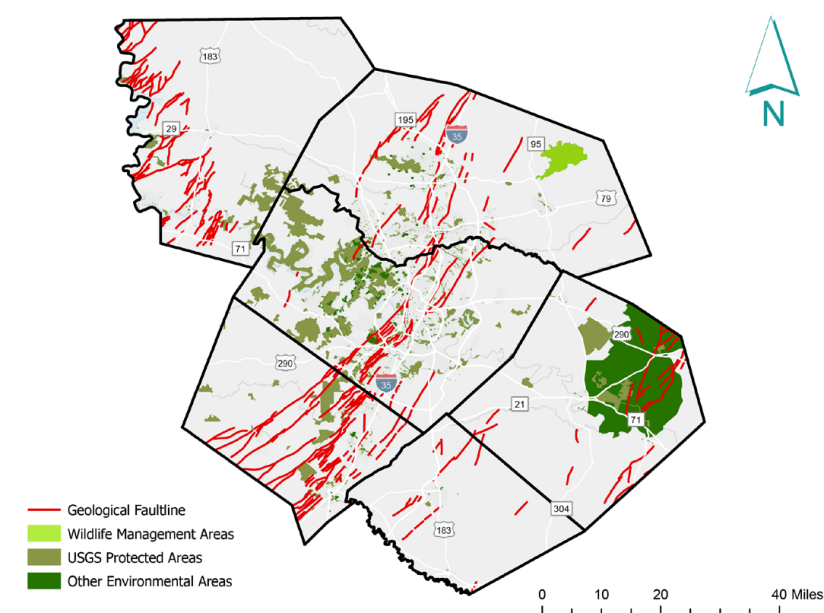 183
N
195
35
29
95
79
71
290
290
35
21
71
304
183
Geological Faultline
Wildlife Management Areas
USGS Protected Areas
Other Environmental Areas
0 10 20 40 Miles